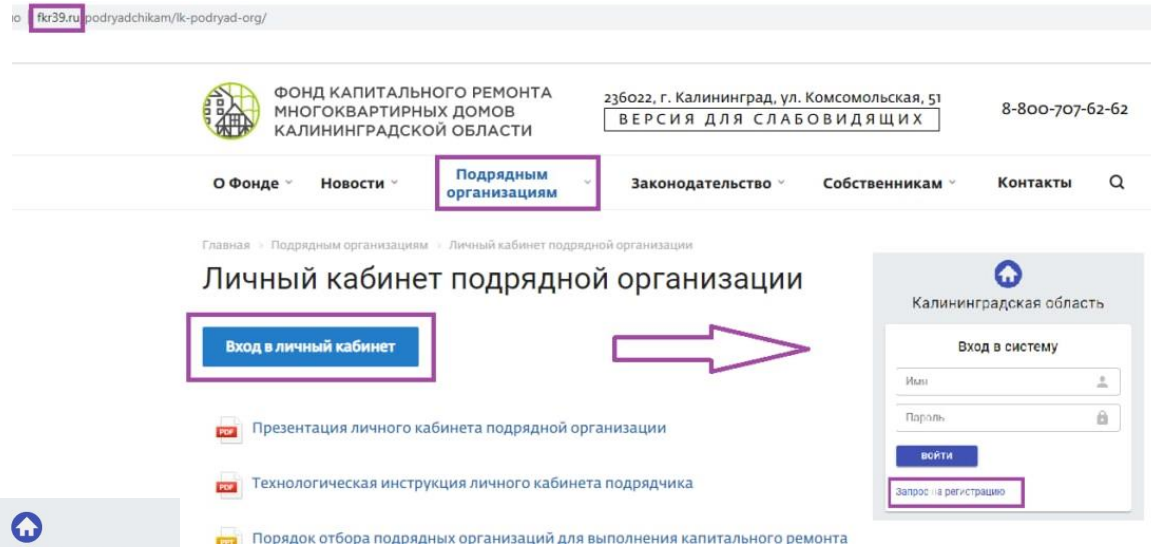 fkr39.ru/podryadchikam/lk-podryad-org/
ФОНД КАПИТАЛЬНОГО РЕМОНТА
МНОГОКВАРТИРНЫХ ДОМОВ
КАЛИНИНГРАДСКОЙ ОБЛАСТИ
236022, г. Калининград, ул. Комсомольская, 51
ВЕРСИЯ ДЛЯ СЛАБОВИДЯЩИХ
8-800-707-62-62
О Фонде
Новости
Подрядным
организациям
Законодательство
Собственникам
Контакты
Главная
Подрядным организациям
Личный кабинет подрядной организации
Личный кабинет подрядной организации
Вход в личный кабинет
Калининградская область
Вход в систему
Имя
Пароль
ВОЙТИ
Запрос на регистрацию
PDF Презентация личного кабинета подрядной организации
PDF Технологическая инструкция личного кабинета подрядчика
Порядок отбора подрядных организаций для выполнения капитального ремонта